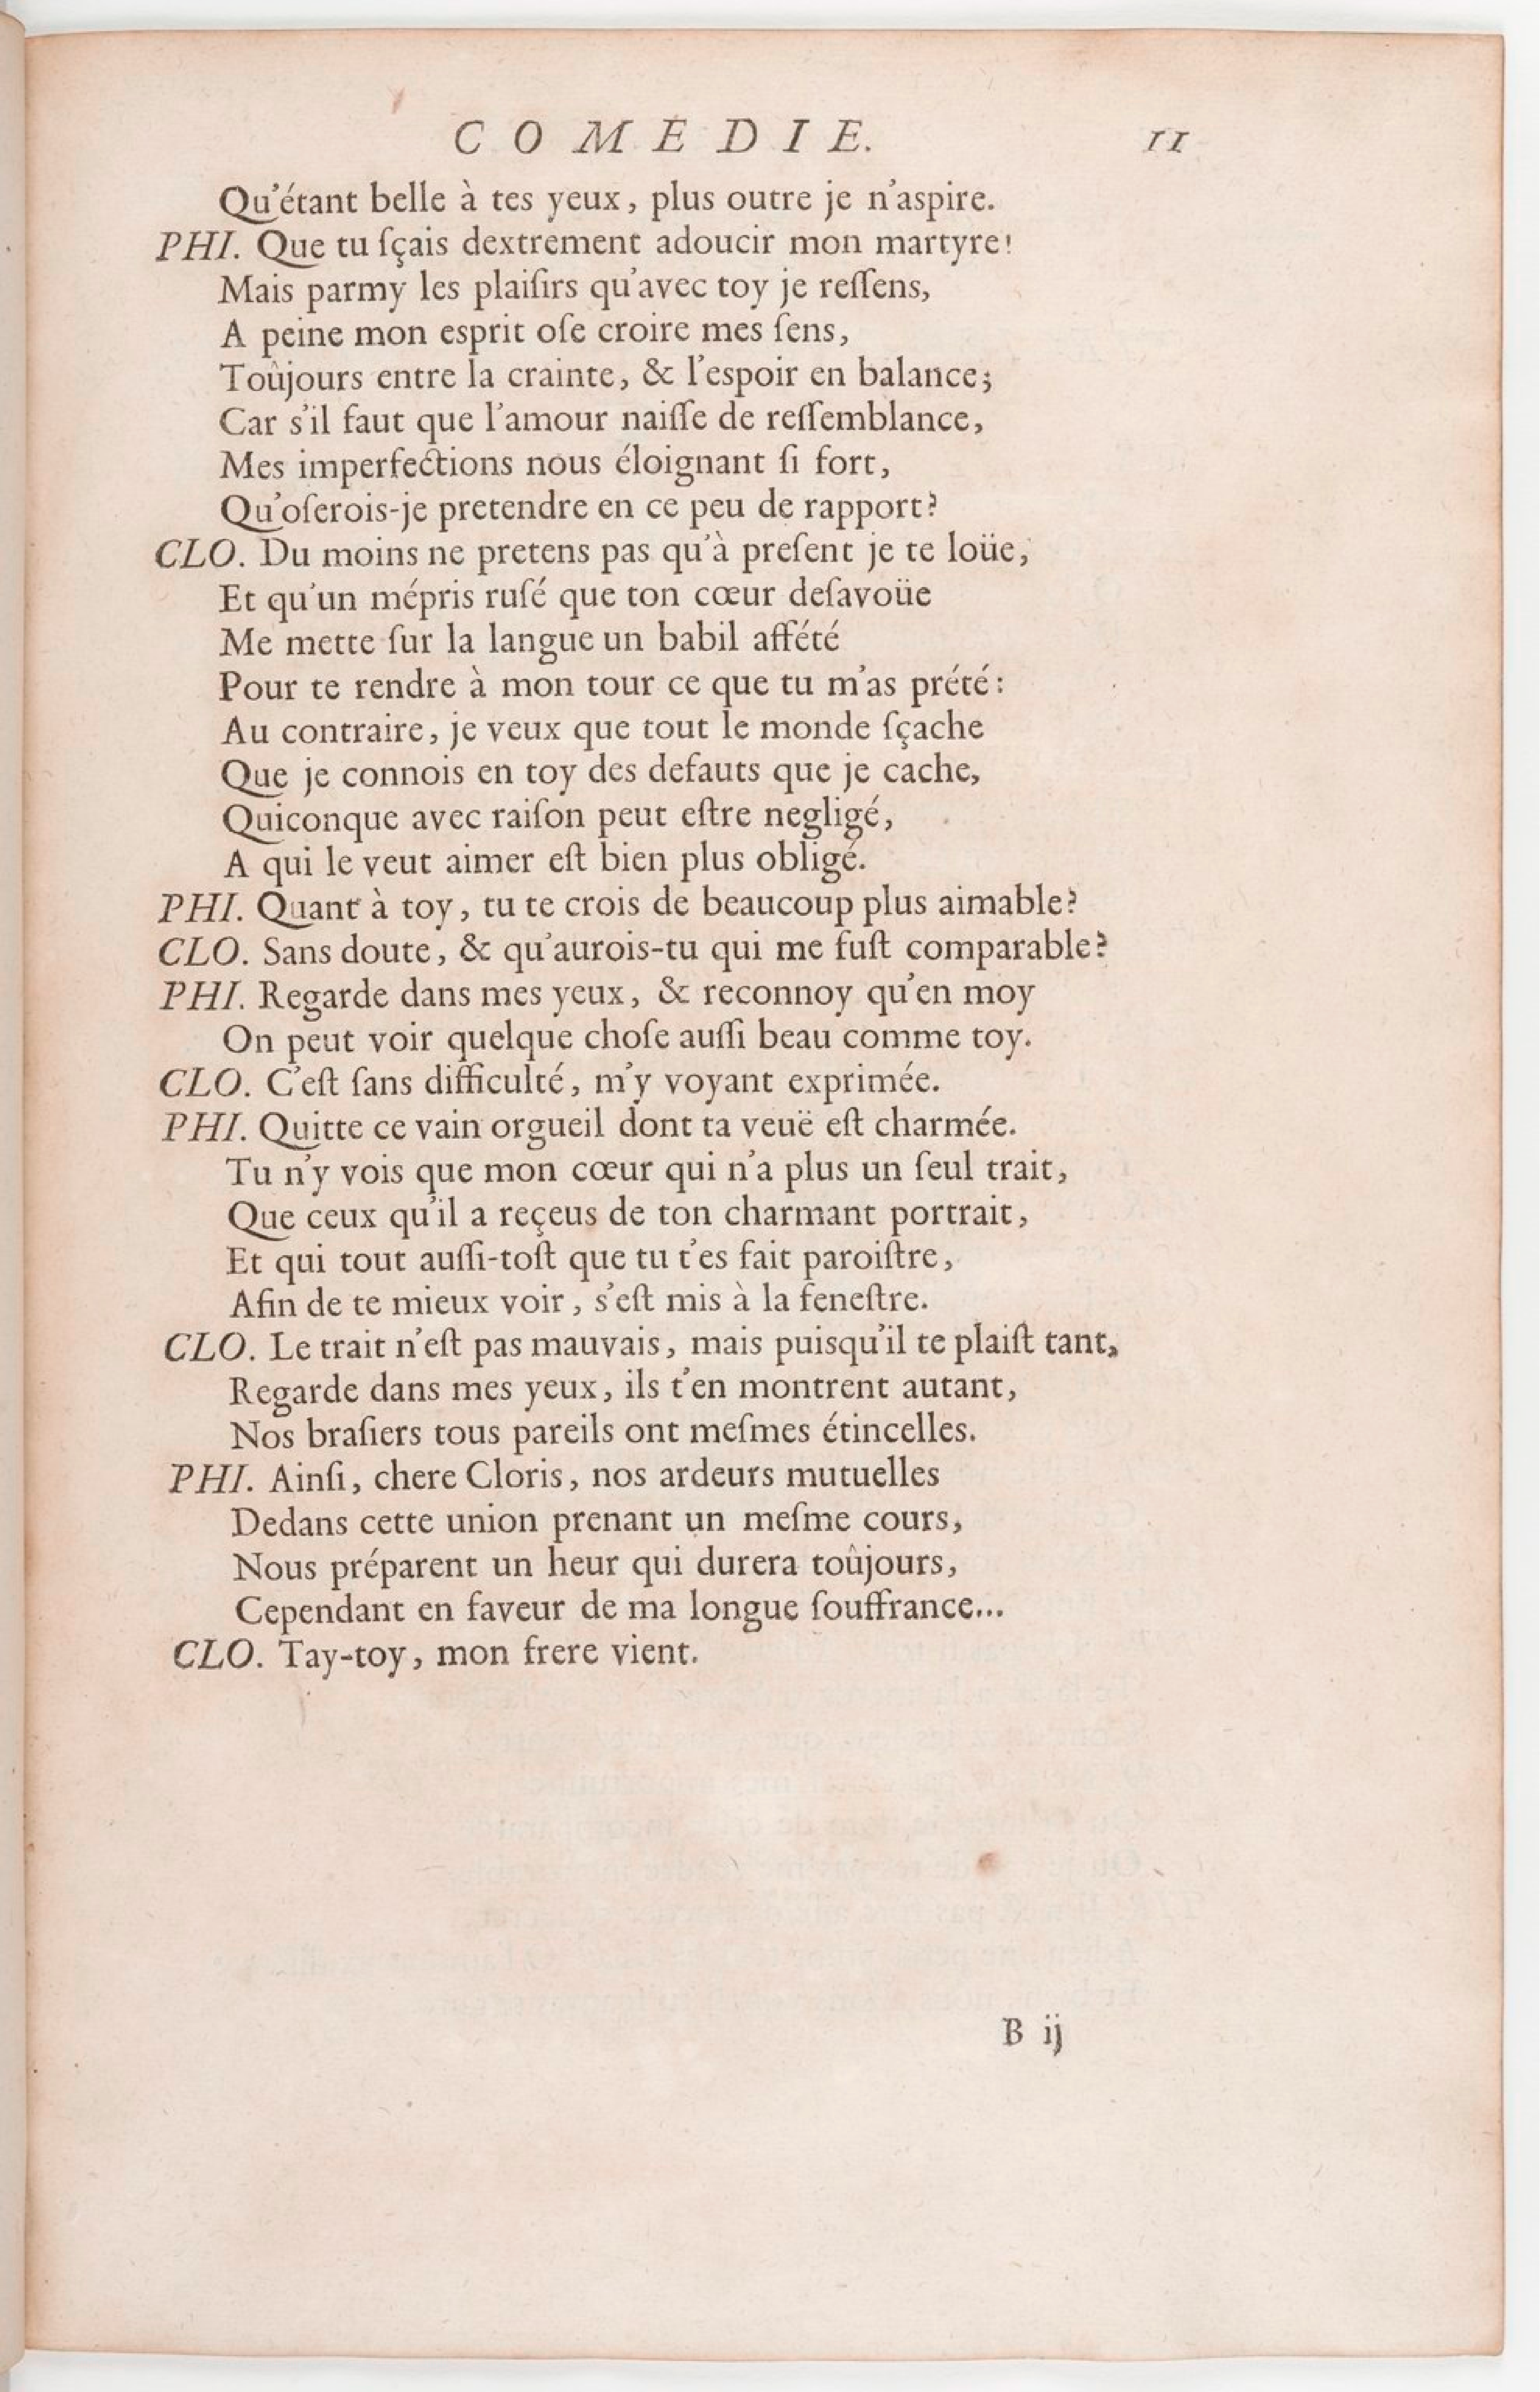 COMEDIE. 11
Qu'étant belle à tes yeux, plus outre je n'aspire.
PHI. Que tu ſçais dextrement adoucir mon martyre!
Mais parmy les plaiſirs qu'avec toy je reſſens,
A peine mon esprit oſe croire mes ſens,
Toûjours entre la crainte, & l'espoir en balance;
Car s'il faut que l'amour naiſſe de reſſemblance,
Mes imperfections nous éloignant ſi fort,
Qu'oſerois-je pretendre en ce peu de rapport?
CLO. Du moins ne pretens pas qu'à preſent je te loüe,
Et qu'un mépris ruſé que ton cœur deſavoüe
Me mette ſur la langue un babil affété
Pour te rendre à mon tour ce que tu m'as prété:
Au contraire, je veux que tout le monde ſçache
Que je connois en toy des defauts que je cache,
Quiconque avec raiſon peut eſtre negligé,
A qui le veut aimer eſt bien plus obligé.
PHI. Quant à toy, tu te crois de beaucoup plus aimable?
CLO. Sans doute, & qu'aurois-tu qui me fuſt comparable?
PHI. Regarde dans mes yeux, & reconnoy qu'en moy
On peut voir quelque choſe auſſi beau comme toy.
CLO. C'eſt ſans difficulté, m'y voyant exprimée.
PHI. Quitte ce vain orgueil dont ta veuë eſt charmée.
Tu n'y vois que mon cœur qui n'a plus un ſeul trait,
Que ceux qu'il a reçeus de ton charmant portrait,
Et qui tout auſſi-toſt que tu t'es fait paroiſtre,
Afin de te mieux voir, s'eſt mis à la feneſtre.
CLO. Le trait n'eſt pas mauvais, mais puisqu'il te plaiſt tant,
Regarde dans mes yeux, ils t'en montrent autant,
Nos braſiers tous pareils ont meſmes étincelles.
PHI. Ainſi, chere Cloris, nos ardeurs mutuelles
Dedans cette union prenant un meſme cours,
Nous préparent un heur qui durera toûjours,
Cependant en faveur de ma longue ſouffrance...
CLO. Tay-toy, mon frere vient.
B ij